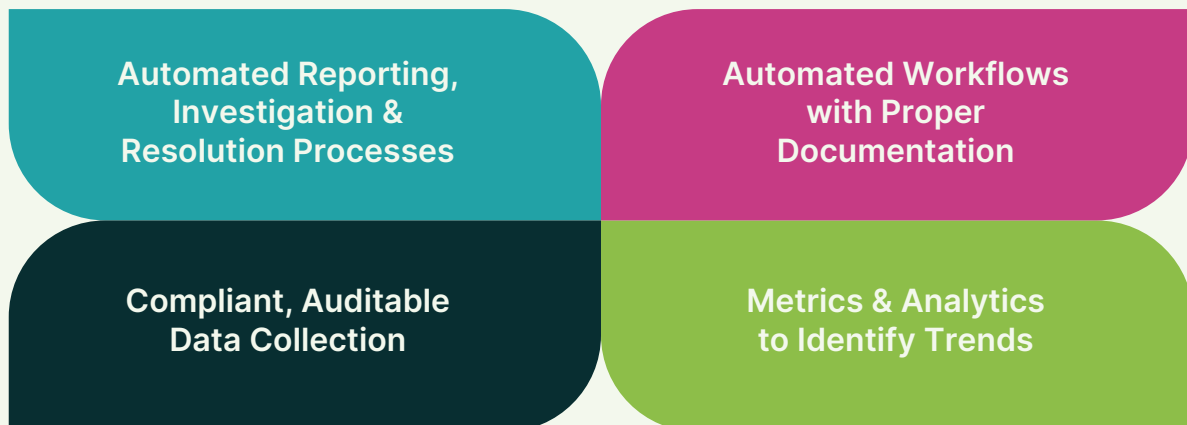 Automated Reporting,
Investigation &
Resolution Processes
Automated Workflows
with Proper
Documentation
Compliant, Auditable
Data Collection
Metrics & Analytics
to Identify Trends